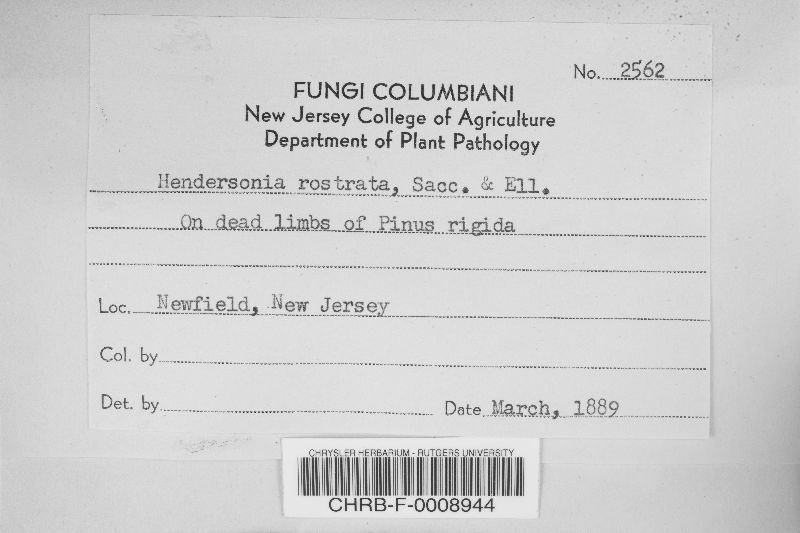 No. 2562
FUNGI COLUMBIANI
New Jersey College of Agriculture
Department of Plant Pathology
Hendersonia rostrata, Sacc. & Ell.
On dead limbs of Pinus rigida
Loc. Newfield, New Jersey
Col. by
Det. by Date March, 1889
CHRYSLER HERBARIUM - RUTGERS UNIVERSITY
CHRB-F-0008944